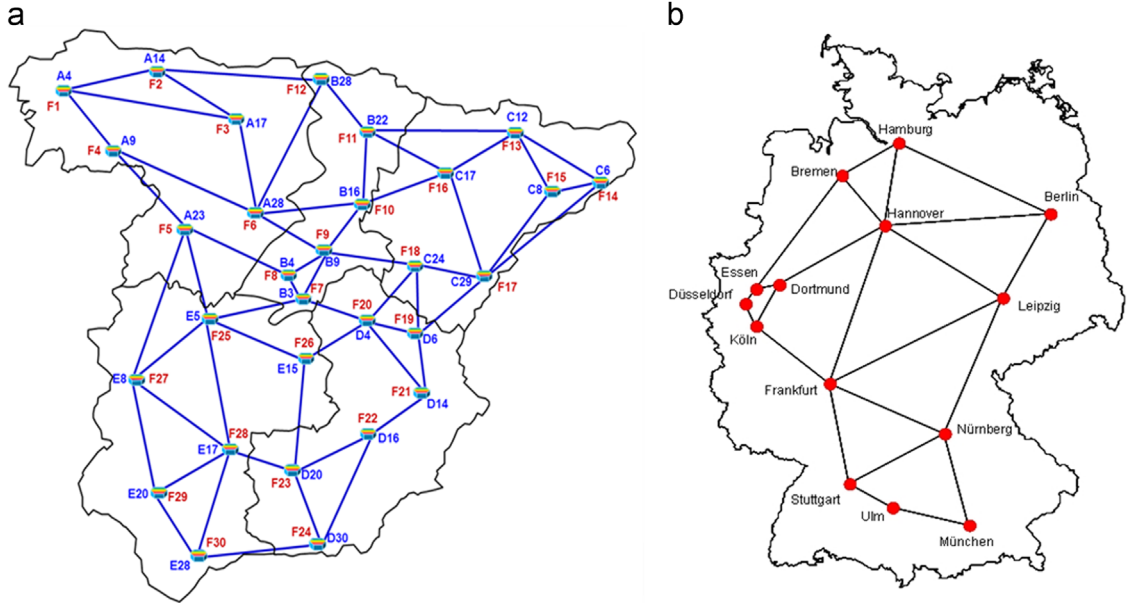 a
A4
F1
A14
F2
A17
F3
A9
F4
A23
F5
A28
F6
B28
F12
B22
F11
B16
F10
F9
B9
B4
F8
F7
B3
C12
F13
C17
F16
F15
C8
C6
F14
F18
C24
C29
F17
F20
D4
F19
D6
F21
D14
F22
D16
F23
D20
F24
D30
E5
F25
F26
E15
E8
F27
F28
E17
E20
F29
F30
E28
b
Hamburg
Bremen
Berlin
Hannover
Essen
Dortmund
Düsseldorf
Köln
Leipzig
Frankfurt
Nürnberg
Stuttgart
Ulm
München